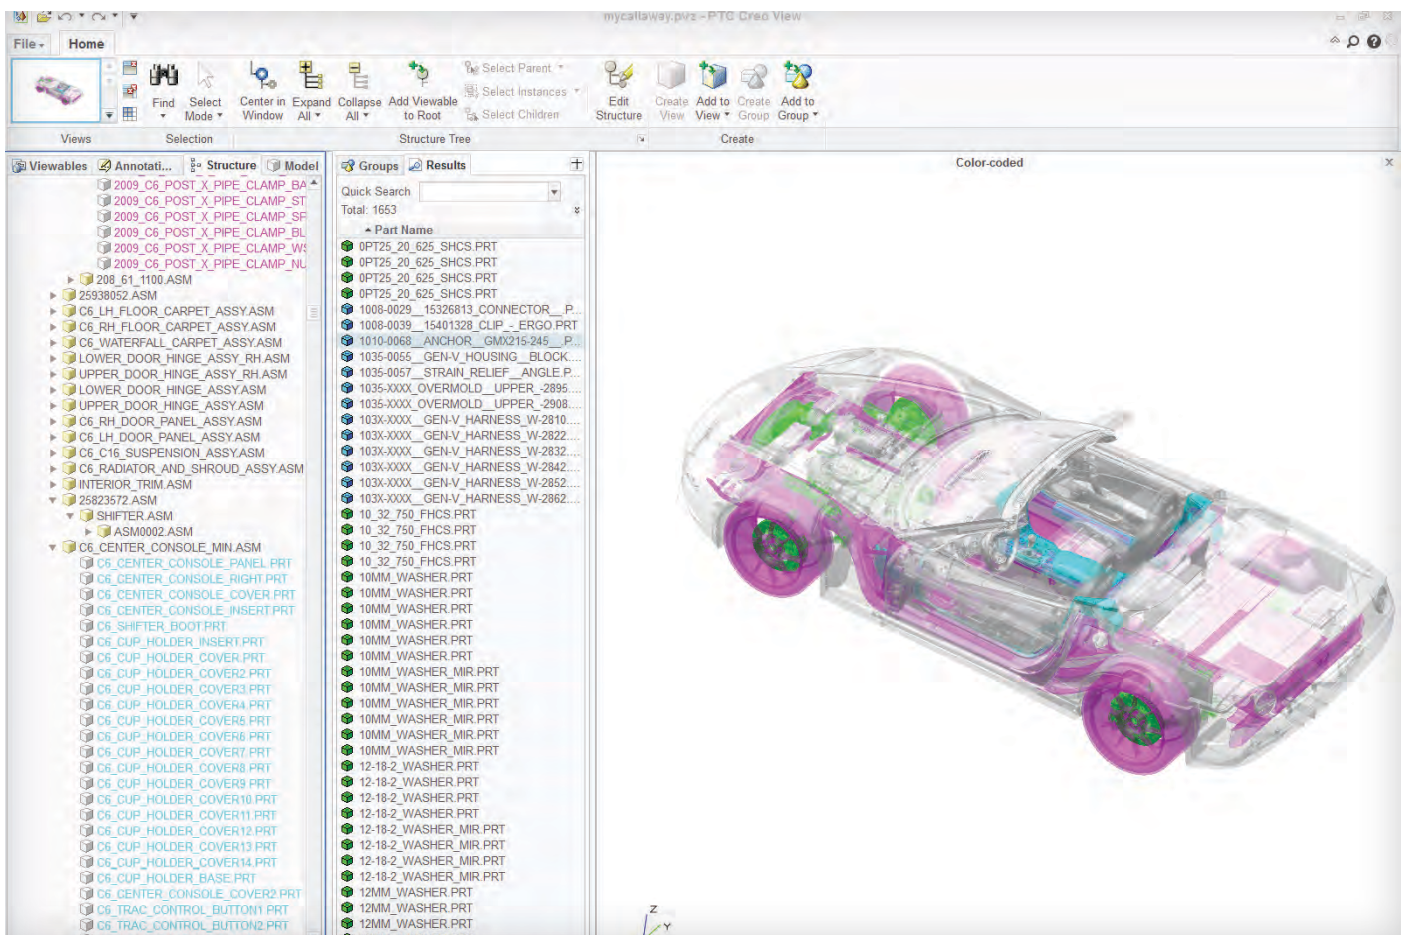 mycallaway.pvz - PTC Creo View
File
Home
Find
Select
Mode
Center in
Window
Expand
All
Collapse
All
Add Viewable
to Root
Select Parent
Select Instances
Select Children
Edit
Structure
Create
View
Add to
View
Create
Group
Add to
Group
Views
Selection
Structure Tree
Create
Viewables
Annotati...
Structure
Model
2009_C6_POST_X_PIPE_CLAMP_BA
2009_C6_POST_X_PIPE_CLAMP_ST
2009_C6_POST_X_PIPE_CLAMP_SF
2009_C6_POST_X_PIPE_CLAMP_BL
2009_C6_POST_X_PIPE_CLAMP_WS
2009_C6_POST_X_PIPE_CLAMP_NU
208_61_1100.ASM
25938052.ASM
C6_LH_FLOOR_CARPET_ASSY.ASM
C6_RH_FLOOR_CARPET_ASSY.ASM
C6_WATERFALL_CARPET_ASSY.ASM
LOWER_DOOR_HINGE_ASSY_RH.ASM
UPPER_DOOR_HINGE_ASSY_RH.ASM
LOWER_DOOR_HINGE_ASSY.ASM
UPPER_DOOR_HINGE_ASSY.ASM
C6_RH_DOOR_PANEL_ASSY.ASM
C6_LH_DOOR_PANEL_ASSY.ASM
C6_C16_SUSPENSION_ASSY.ASM
C6_RADIATOR_AND_SHROUD_ASSY.ASM
INTERIOR_TRIM.ASM
25823572.ASM
SHIFTER.ASM
ASM0002.ASM
C6_CENTER_CONSOLE_MIN.ASM
C6_CENTER_CONSOLE_PANEL.PRT
C6_CENTER_CONSOLE_RIGHT.PRT
C6_CENTER_CONSOLE_COVER.PRT
C6_CENTER_CONSOLE_INSERT.PRT
C6_SHIFTER_BOOT.PRT
C6_CUP_HOLDER_INSERT.PRT
C6_CUP_HOLDER_COVER.PRT
C6_CUP_HOLDER_COVER2.PRT
C6_CUP_HOLDER_COVER3.PRT
C6_CUP_HOLDER_COVER4.PRT
C6_CUP_HOLDER_COVER5.PRT
C6_CUP_HOLDER_COVER6.PRT
C6_CUP_HOLDER_COVER7.PRT
C6_CUP_HOLDER_COVER8.PRT
C6_CUP_HOLDER_COVER9.PRT
C6_CUP_HOLDER_COVER10.PRT
C6_CUP_HOLDER_COVER11.PRT
C6_CUP_HOLDER_COVER12.PRT
C6_CUP_HOLDER_COVER13.PRT
C6_CUP_HOLDER_COVER14.PRT
C6_CUP_HOLDER_BASE.PRT
C6_CENTER_CONSOLE_COVER2.PRT
C6_TRAC_CONTROL_BUTTON1.PRT
C6_TRAC_CONTROL_BUTTON2.PRT
Groups
Results
Quick Search
Total: 1653
Part Name
0PT25_20_625_SHCS.PRT
0PT25_20_625_SHCS.PRT
0PT25_20_625_SHCS.PRT
0PT25_20_625_SHCS.PRT
1008-0029__15326813_CONNECTOR__.P...
1008-0039__15401328_CLIP_-_ERGO.PRT
1010-0068__ANCHOR__GMX215-245__.P...
1035-0055__GEN-V_HOUSING__BLOCK....
1035-0057__STRAIN_RELIEF__ANGLE.P...
1035-XXXX_OVERMOLD__UPPER_-2895....
1035-XXXX_OVERMOLD__UPPER_-2908....
103X-XXXX__GEN-V_HARNESS_W-2810....
103X-XXXX__GEN-V_HARNESS_W-2822....
103X-XXXX__GEN-V_HARNESS_W-2832....
103X-XXXX__GEN-V_HARNESS_W-2842....
103X-XXXX__GEN-V_HARNESS_W-2852....
103X-XXXX__GEN-V_HARNESS_W-2862....
10_32_750_FHCS.PRT
10_32_750_FHCS.PRT
10_32_750_FHCS.PRT
10_32_750_FHCS.PRT
10MM_WASHER.PRT
10MM_WASHER.PRT
10MM_WASHER.PRT
10MM_WASHER.PRT
10MM_WASHER.PRT
10MM_WASHER.PRT
10MM_WASHER_MIR.PRT
10MM_WASHER_MIR.PRT
10MM_WASHER_MIR.PRT
10MM_WASHER_MIR.PRT
10MM_WASHER_MIR.PRT
10MM_WASHER_MIR.PRT
12-18-2_WASHER.PRT
12-18-2_WASHER.PRT
12-18-2_WASHER.PRT
12-18-2_WASHER.PRT
12-18-2_WASHER_MIR.PRT
12-18-2_WASHER_MIR.PRT
12-18-2_WASHER_MIR.PRT
12-18-2_WASHER_MIR.PRT
12MM_WASHER.PRT
12MM_WASHER.PRT
12MM_WASHER.PRT
Color-coded
Z
Y